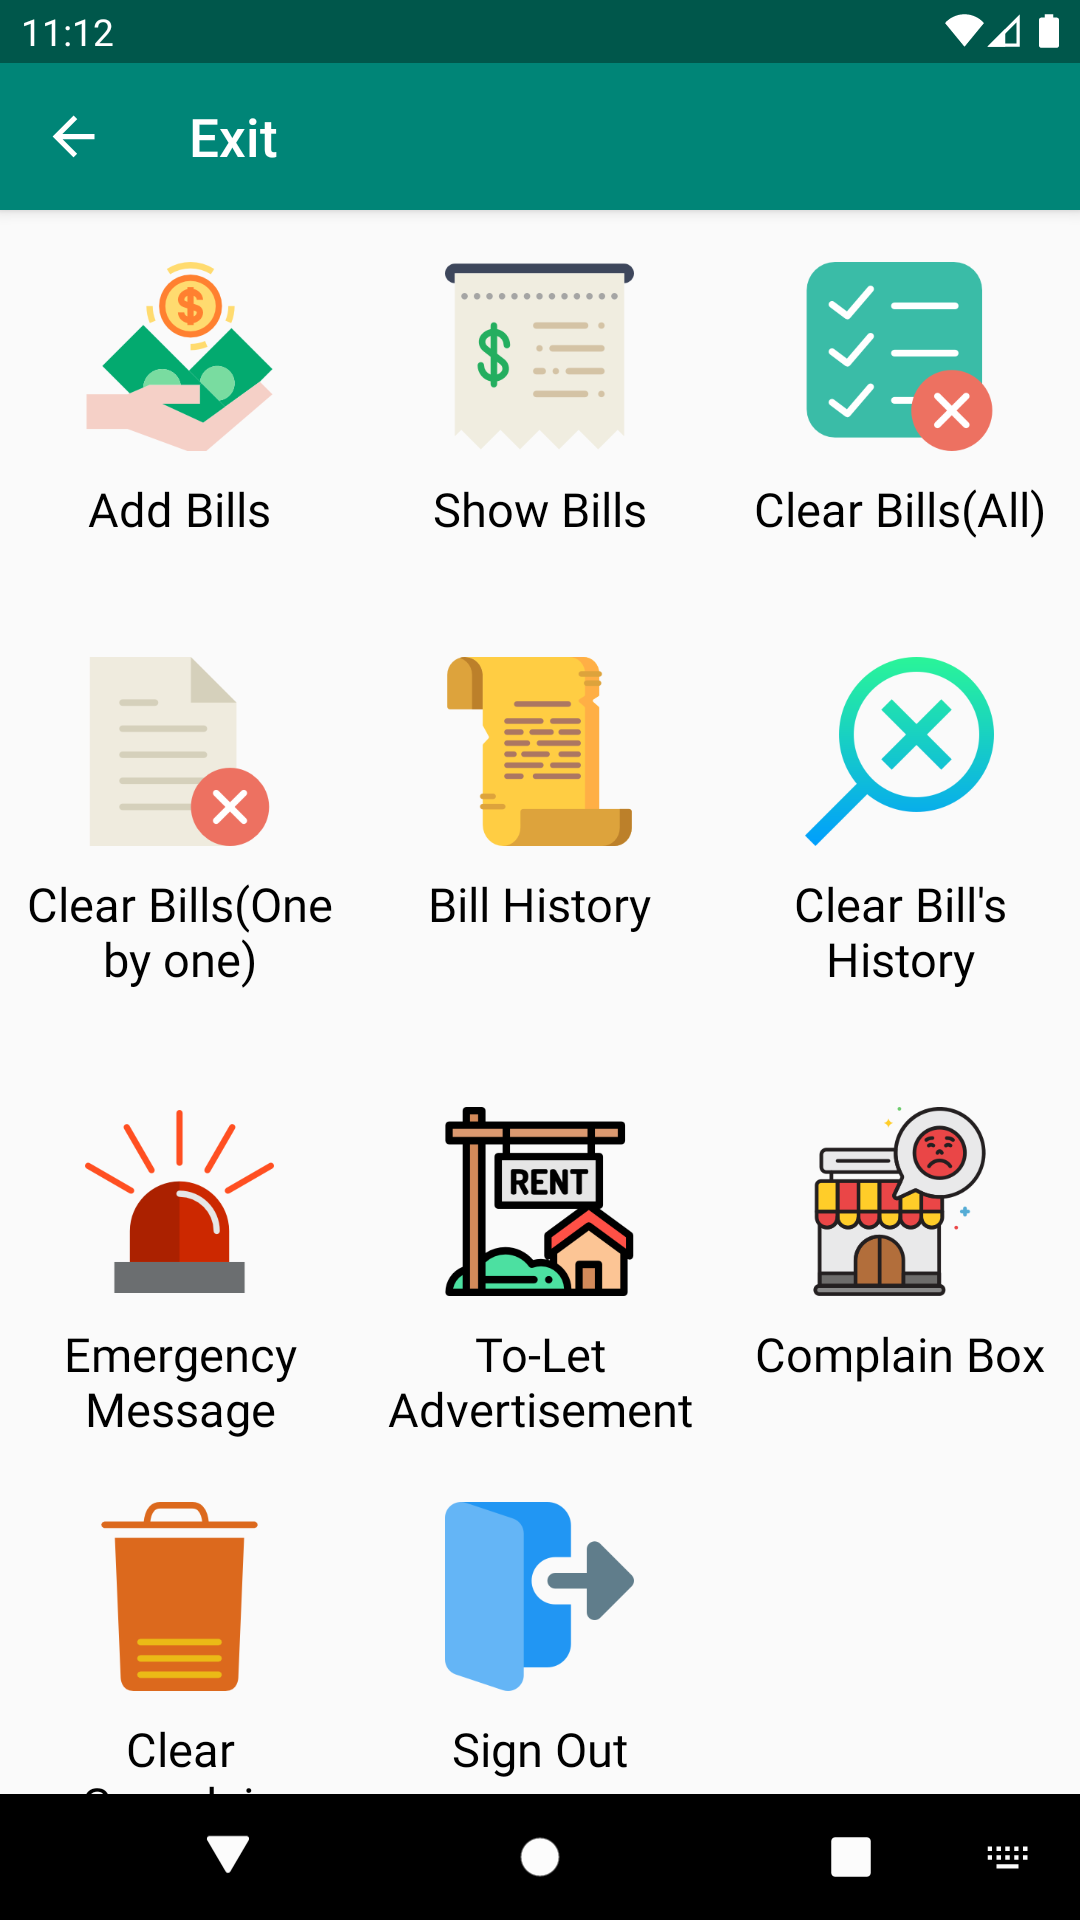 11:12
Exit
Add Bills
Show Bills
Clear Bills(All)
Clear Bills(One
by one)
Bill History
Clear Bill's
History
RENT
Emergency
Message
To-Let
Advertisement
Complain Box
Clear
Sign Out